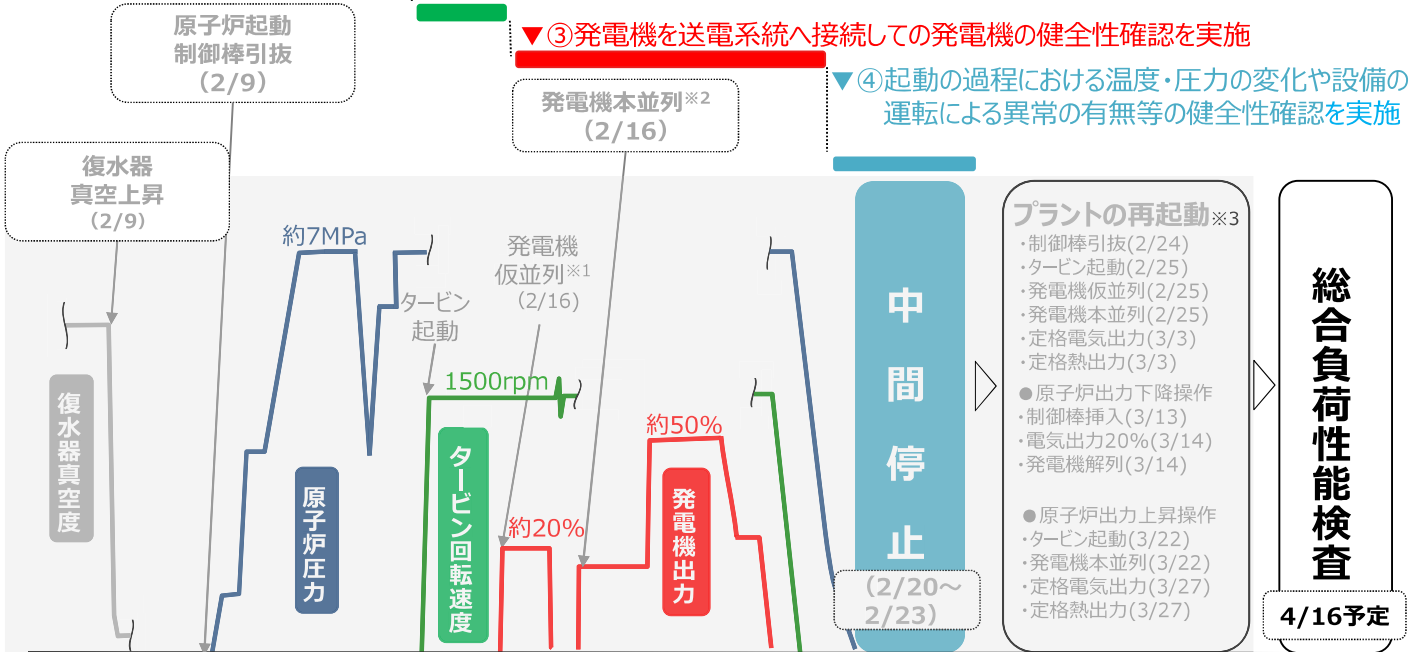 原子炉起動
制御棒引抜
(2/9)
▼③発電機を送電系統へ接続しての発電機の健全性確認を実施
▼④起動の過程における温度・圧力の変化や設備の
運転による異常の有無等の健全性確認を実施
発電機本並列※2
(2/16)
復水器
真空上昇
(2/9)
約7MPa
発電機
仮並列※1
(2/16)
タービン
起動
1500rpm
約50%
約20%
復水器真空度
原子炉圧力
タービン回転速度
発電機出力
中間停止
(2/20～
2/23)
プラントの再起動※3
・制御棒引抜(2/24)
・タービン起動(2/25)
・発電機仮並列(2/25)
・発電機本並列(2/25)
・定格電気出力(3/3)
・定格熱出力(3/3)
●原子炉出力下降操作
・制御棒挿入(3/13)
・電気出力20%(3/14)
・発電機解列(3/14)
●原子炉出力上昇操作
・タービン起動(3/22)
・発電機本並列(3/22)
・定格電気出力(3/27)
・定格熱出力(3/27)
総合負荷性能検査
4/16予定